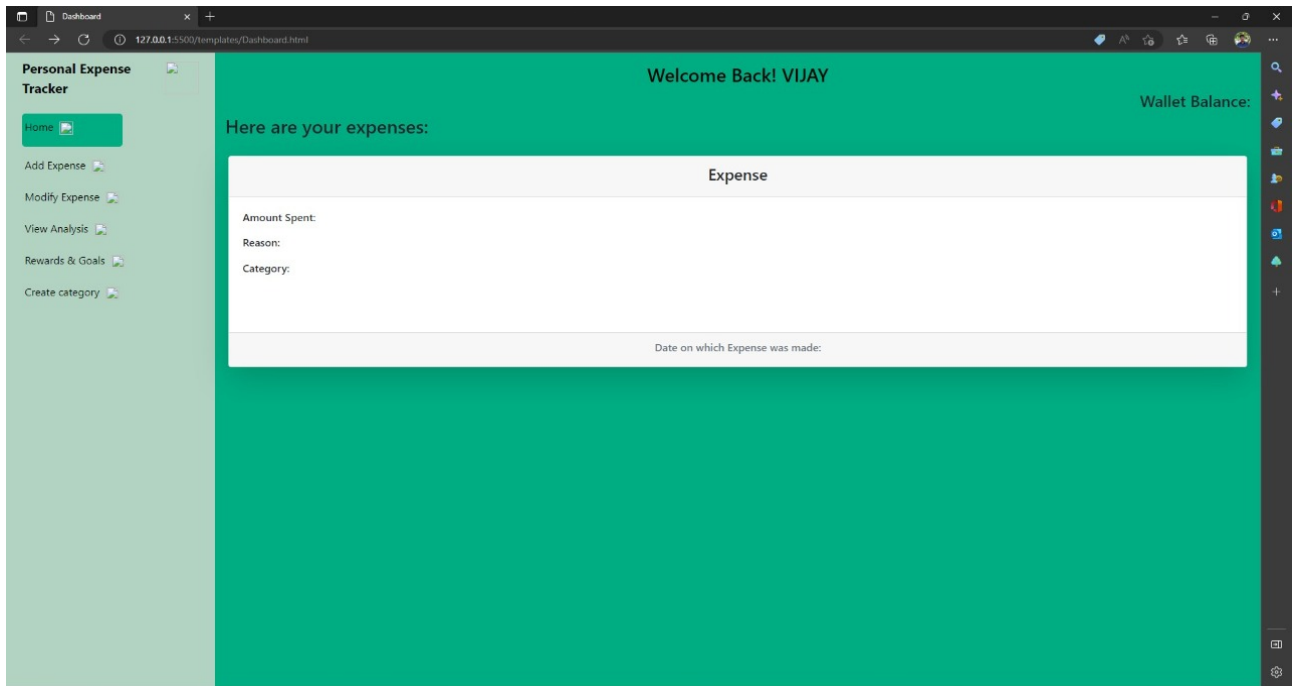 Dashboard
127.0.0.1:5500/templates/Dashboard.html
Personal Expense
Tracker
Home
Add Expense
Modify Expense
View Analysis
Rewards & Goals
Create category
Welcome Back! VIJAY
Wallet Balance:
Here are your expenses:
Expense
Amount Spent:
Reason:
Category:
Date on which Expense was made: